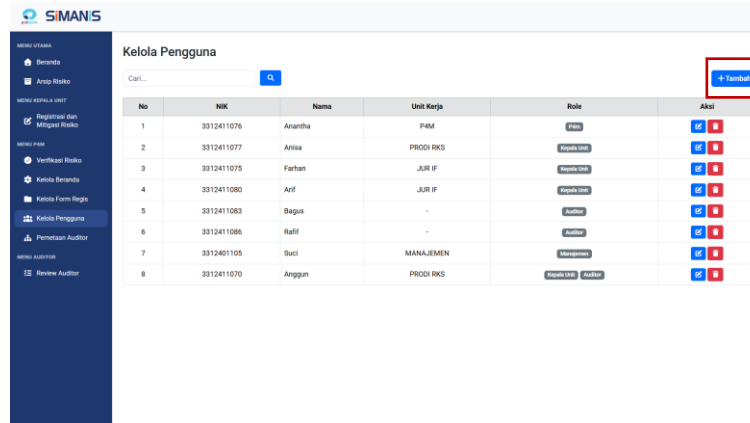 SiMANiS
MENU UTAMA
Beranda
Arsip Risiko
MENU KEPALA UNIT
Registrasi dan
Mitigasi Risiko
MENU P4M
Verifikasi Risiko
Kelola Beranda
Kelola Form Regis
Kelola Pengguna
Pemetaan Auditor
MENU AUDITOR
Review Auditor
Kelola Pengguna
Cari...
+ Tambah
No NIK Nama Unit Kerja Role Aksi
1 3312411076 Anantha P4M P4m
2 3312411077 Anisa PRODI RKS Kepala Unit
3 3312411075 Farhan JUR IF Kepala Unit
4 3312411080 Arif JUR IF Kepala Unit
5 3312411083 Bagus - Auditor
6 3312411086 Rafif - Auditor
7 3312401105 Suci MANAJEMEN Manajemen
8 3312411070 Anggun PRODI RKS Kepala Unit Auditor